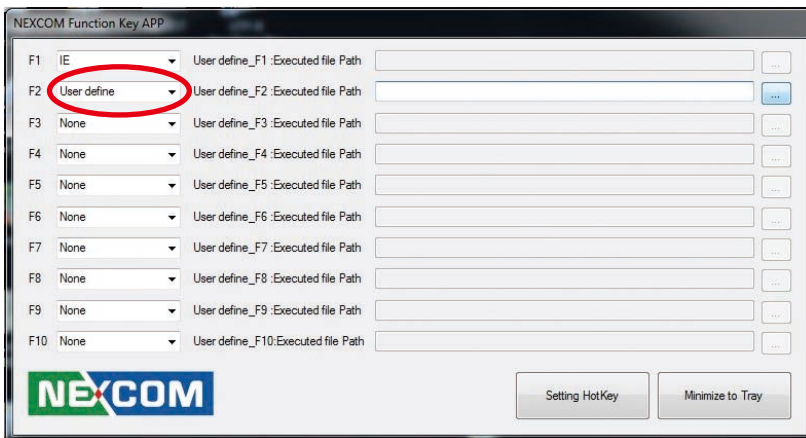 NEXCOM Function Key APP
F1 IE User define_F1 :Executed file Path ...
F2 User define User define_F2 :Executed file Path ...
F3 None User define_F3 :Executed file Path ...
F4 None User define_F4 :Executed file Path ...
F5 None User define_F5 :Executed file Path ...
F6 None User define_F6 :Executed file Path ...
F7 None User define_F7 :Executed file Path ...
F8 None User define_F8 :Executed file Path ...
F9 None User define_F9 :Executed file Path ...
F10 None User define_F10:Executed file Path ...
NEXCOM Setting HotKey Minimize to Tray